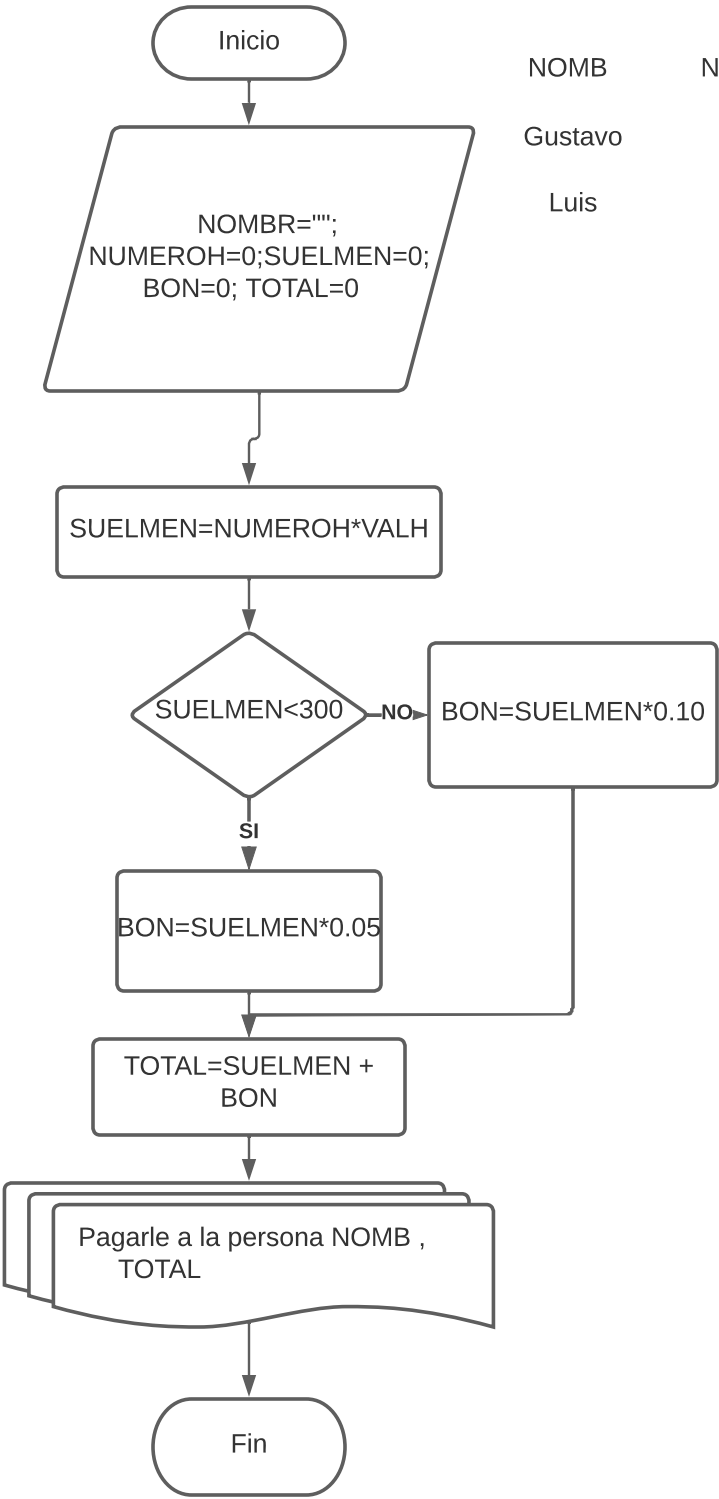 Inicio
NOMB
N
Gustavo
Luis
NOMBR="";
NUMEROH=0;SUELMEN=0;
BON=0; TOTAL=0
SUELMEN=NUMEROH*VALH
SUELMEN<300
NO
BON=SUELMEN*0.10
SI
BON=SUELMEN*0.05
TOTAL=SUELMEN +
BON
Pagarle a la persona NOMB ,
TOTAL
Fin